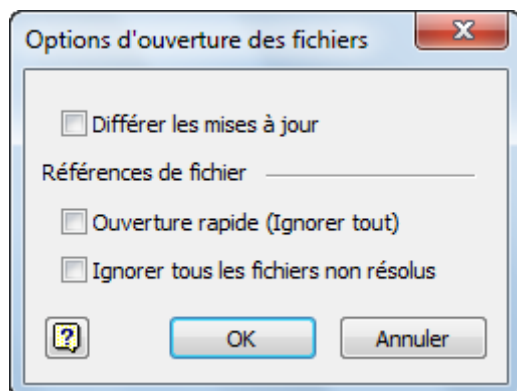 Options d'ouverture des fichiers
Différer les mises à jour
Références de fichier
Ouverture rapide (Ignorer tout)
Ignorer tous les fichiers non résolus
OK Annuler